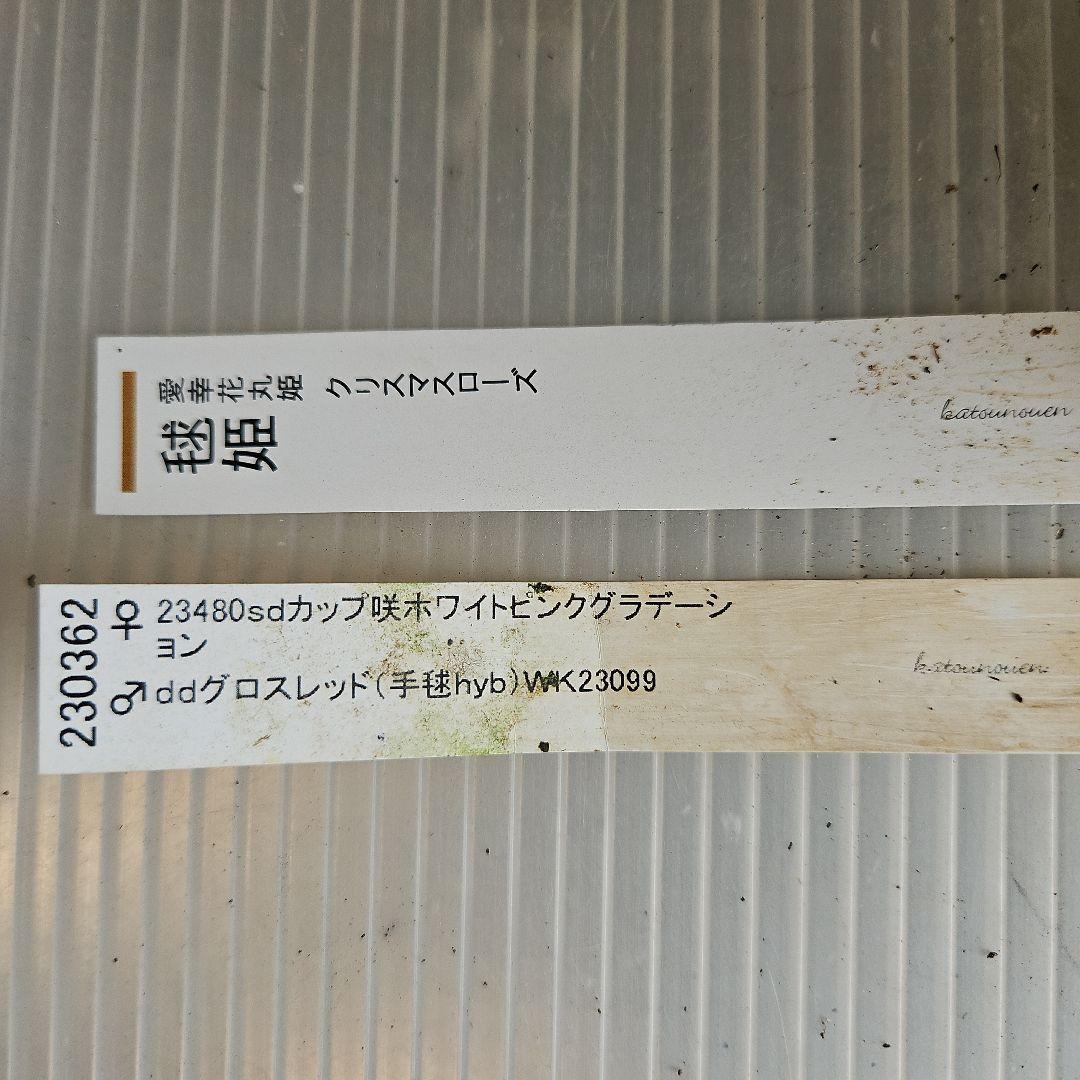 愛幸花丸姫 クリスマスローズ
毬姫
katounouen
230362
♀ 23480sdカップ咲ホワイトピンクグラデーシ
ョン
♂ddグロスレッド(手毬hyb)WK23099
katounouen